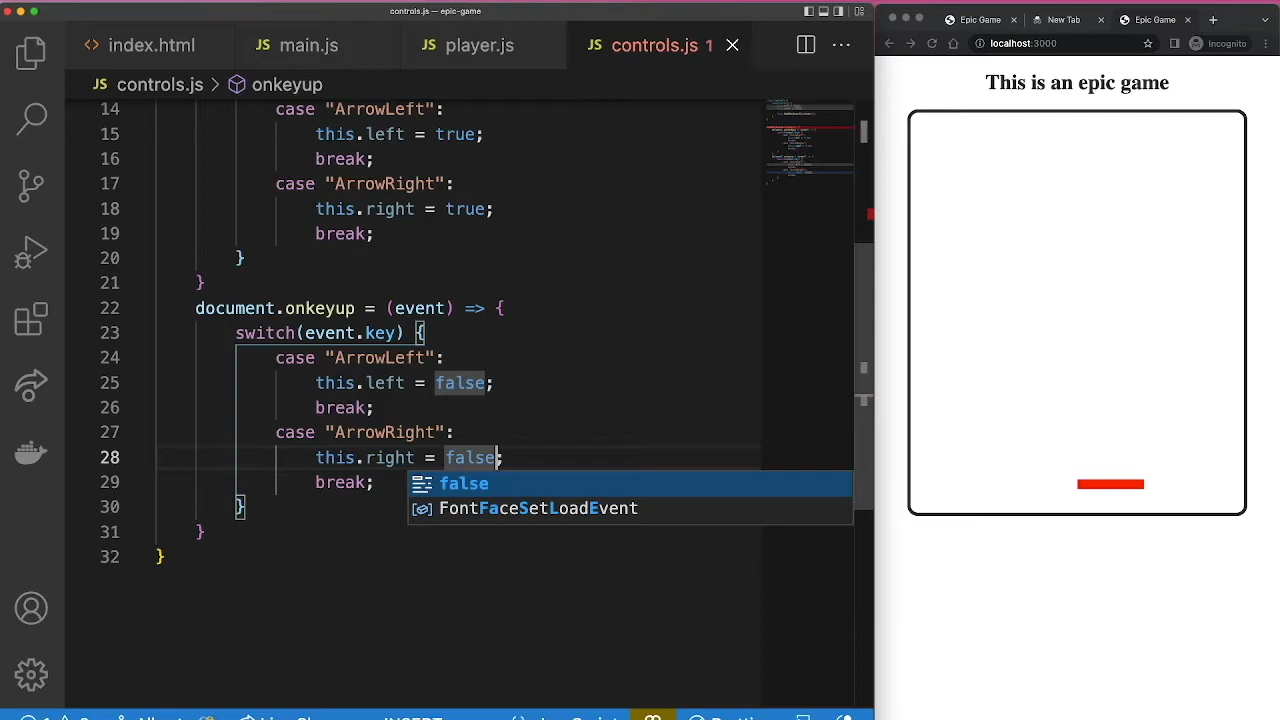 controls.js — epic-game
index.html
JS main.js
JS player.js
JS controls.js 1
JS controls.js > onkeyup
14 case "ArrowLeft":
15 this.left = true;
16 break;
17 case "ArrowRight":
18 this.right = true;
19 break;
20 }
21 }
22 document.onkeyup = (event) => {
23 switch(event.key) {
24 case "ArrowLeft":
25 this.left = false;
26 break;
27 case "ArrowRight":
28 this.right = false;
29 break;
30 }
31 }
32 }
false
FontFaceSetLoadEvent
Epic Game
New Tab
Epic Game
localhost:3000
Incognito
This is an epic game